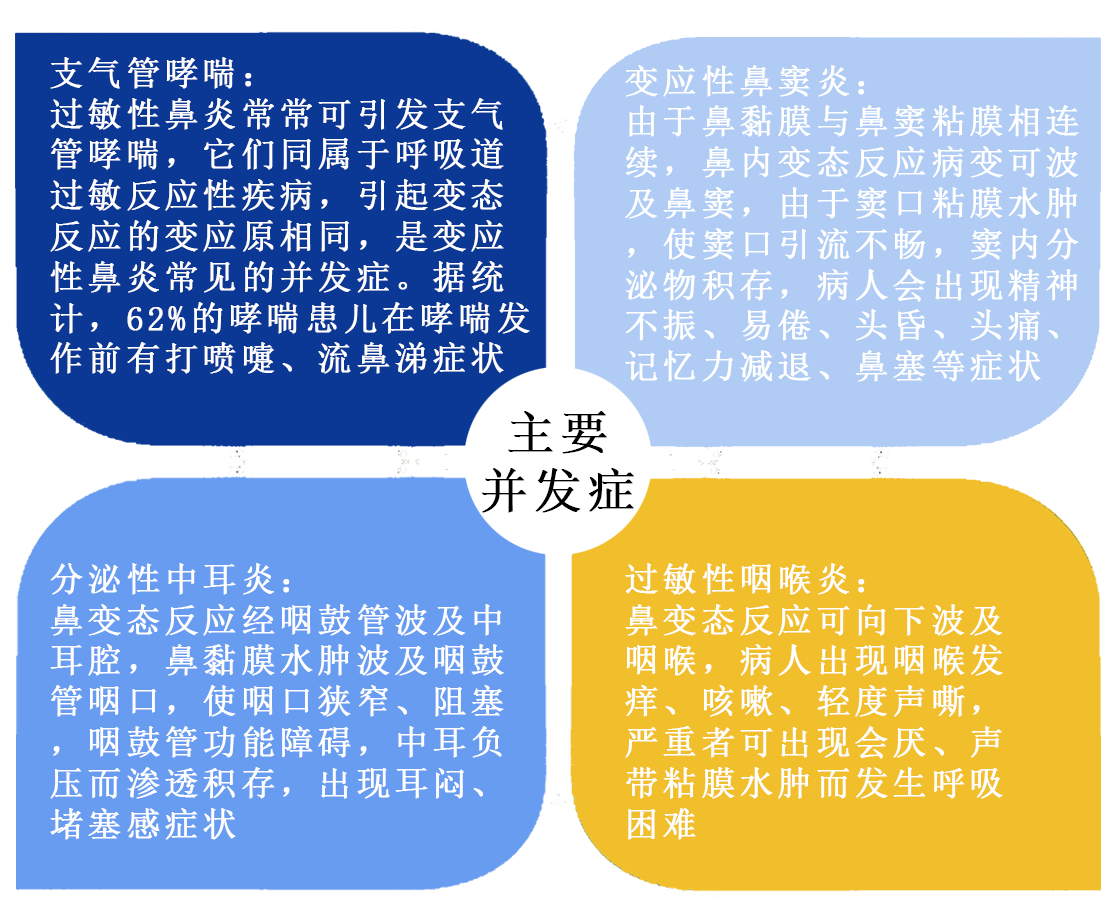 支气管哮喘：
过敏性鼻炎常常可引发支气
管哮喘，它们同属于呼吸道
过敏反应性疾病，引起变态
反应的变应原相同，是变应
性鼻炎常见的并发症。据统
计，62%的哮喘患儿在哮喘发
作前有打喷嚏、流鼻涕症状
变应性鼻窦炎：
由于鼻黏膜与鼻窦粘膜相连
续，鼻内变态反应病变可波
及鼻窦，由于窦口粘膜水肿
，使窦口引流不畅，窦内分
泌物积存，病人会出现精神
不振、易倦、头昏、头痛、
记忆力减退、鼻塞等症状
主要
并发症
分泌性中耳炎：
鼻变态反应经咽鼓管波及中
耳腔，鼻黏膜水肿波及咽鼓
管咽口，使咽口狭窄、阻塞
，咽鼓管功能障碍，中耳负
压而渗透积存，出现耳闷、
堵塞感症状
过敏性咽喉炎：
鼻变态反应可向下波及
咽喉，病人出现咽喉发
痒、咳嗽、轻度声嘶，
严重者可出现会厌、声
带粘膜水肿而发生呼吸
困难